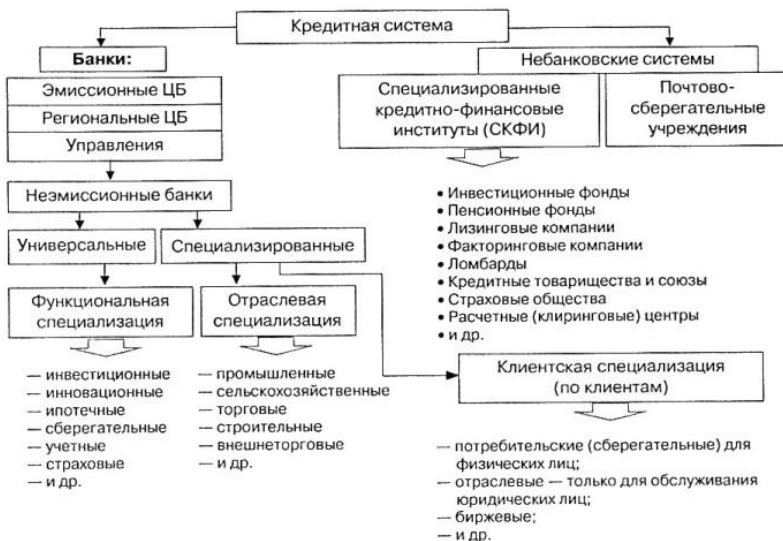 Кредитная система
Банки:
Эмиссионные ЦБ
Региональные ЦБ
Управления
Неэмиссионные банки
Универсальные
Специализированные
Функциональная
специализация
— инвестиционные
— инновационные
— ипотечные
— сберегательные
— учетные
— страховые
— и др.
Отраслевая
специализация
— промышленные
— сельскохозяйственные
— торговые
— строительные
— внешнеторговые
— и др.
Небанковские системы
Специализированные
кредитно-финансовые
институты (СКФИ)
Почтово-
сберегательные
учреждения
• Инвестиционные фонды
• Пенсионные фонды
• Лизинговые компании
• Факторинговые компании
• Ломбарды
• Кредитные товарищества и союзы
• Страховые общества
• Расчетные (клиринговые) центры
• и др.
Клиентская специализация
(по клиентам)
— потребительские (сберегательные) для
физических лиц;
— отраслевые — только для обслуживания
юридических лиц;
— биржевые;
— и др.